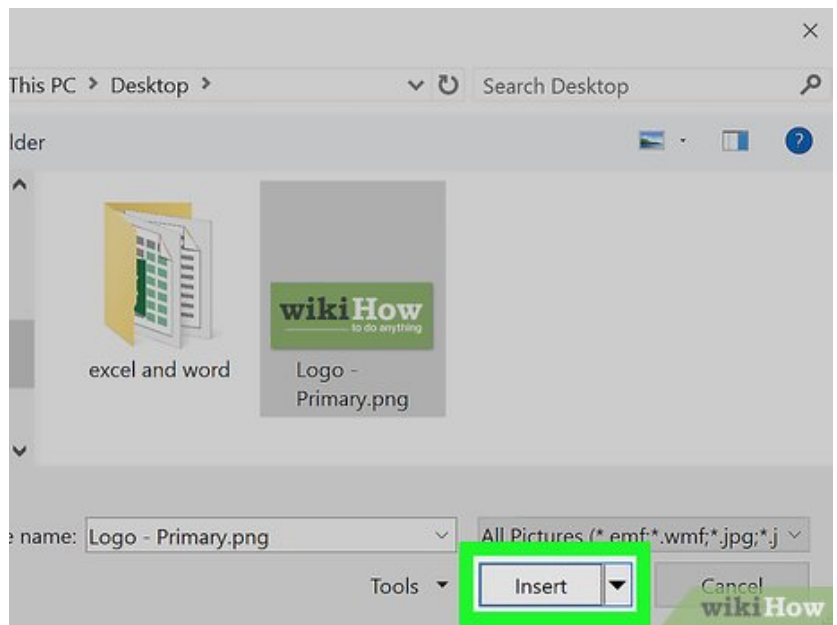 This PC > Desktop >
Search Desktop
lder
?
wikiHow
to do anything
excel and word
Logo -
Primary.png
e name: Logo - Primary.png
All Pictures (*.emf;*.wmf;*.jpg;*.j
Tools
Insert
Cancel
wikiHow